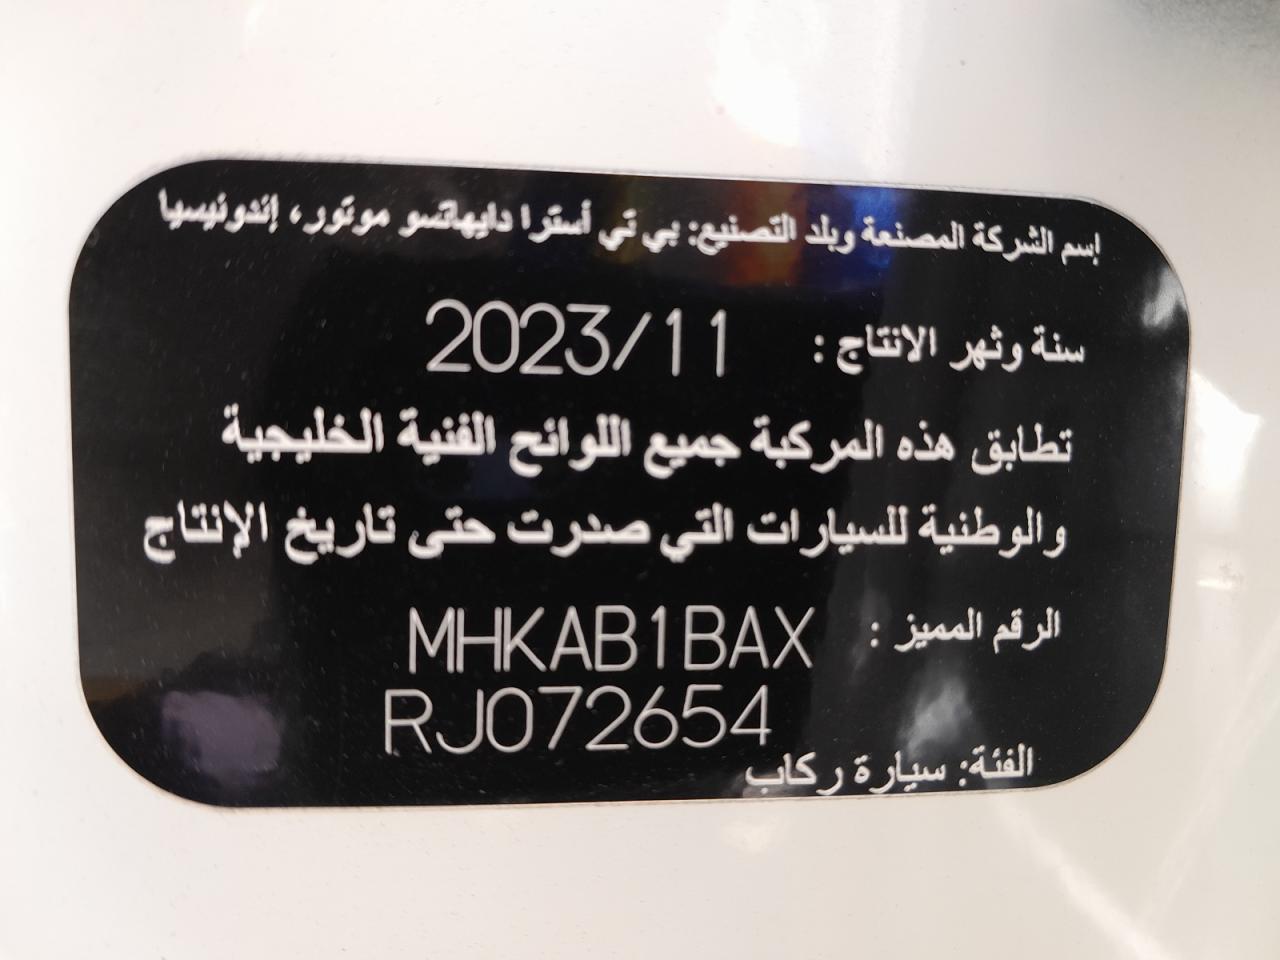 إسم الشركة المصنعة وبلد التصنيع: بي تي أسترا دايهاتسو موتور، إندونيسيا
سنة وشهر الانتاج : 2023/11
تطابق هذه المركبة جميع اللوائح الفنية الخليجية
والوطنية للسيارات التي صدرت حتى تاريخ الإنتاج
الرقم المميز : MHKAB1BAX
RJ072654
الفئة: سيارة ركاب